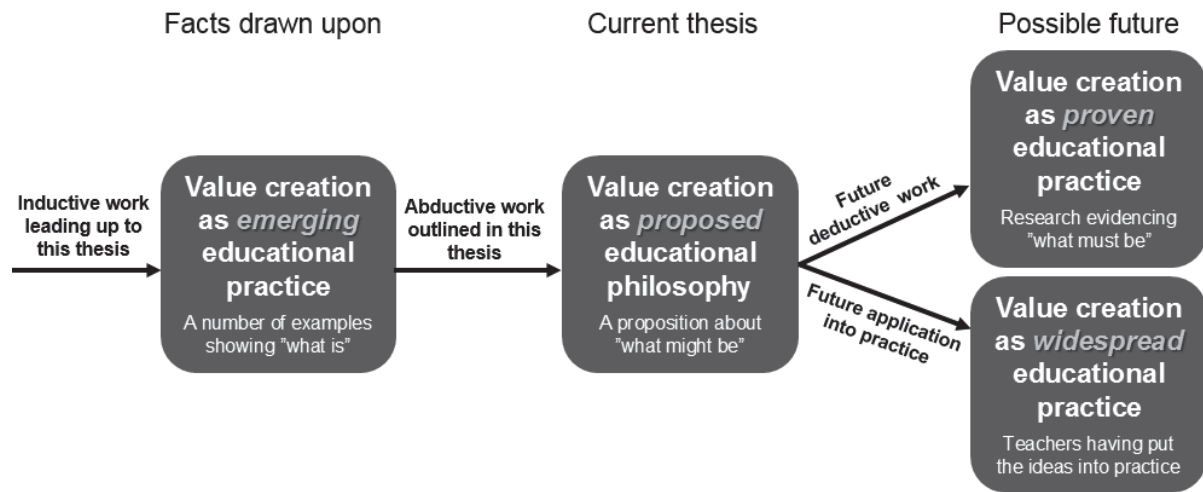 Facts drawn upon
Current thesis
Possible future
Inductive work
leading up to
this thesis
Value creation
as emerging
educational
practice
A number of examples
showing "what is"
Abductive work
outlined in this
thesis
Value creation
as proposed
educational
philosophy
A proposition about
"what might be"
Future
deductive work
Value creation
as proven
educational
practice
Research evidencing
"what must be"
Future application
into practice
Value creation
as widespread
educational
practice
Teachers having put
the ideas into practice